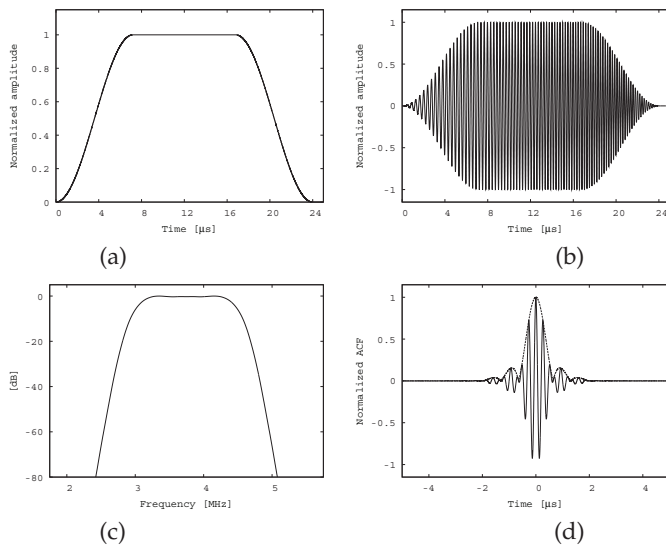 1
0.8
0.6
0.4
0.2
0
0 4 8 12 16 20 24
Normalized amplitude
Time [μs]
(a)
1
0.5
0
-0.5
-1
0 4 8 12 16 20 24
Normalized amplitude
Time [μs]
(b)
0
-20
-40
-60
-80
2 3 4 5
[dB]
Frequency [MHz]
(c)
1
0.5
0
-0.5
-1
-4 -2 0 2 4
Normalized ACF
Time [μs]
(d)